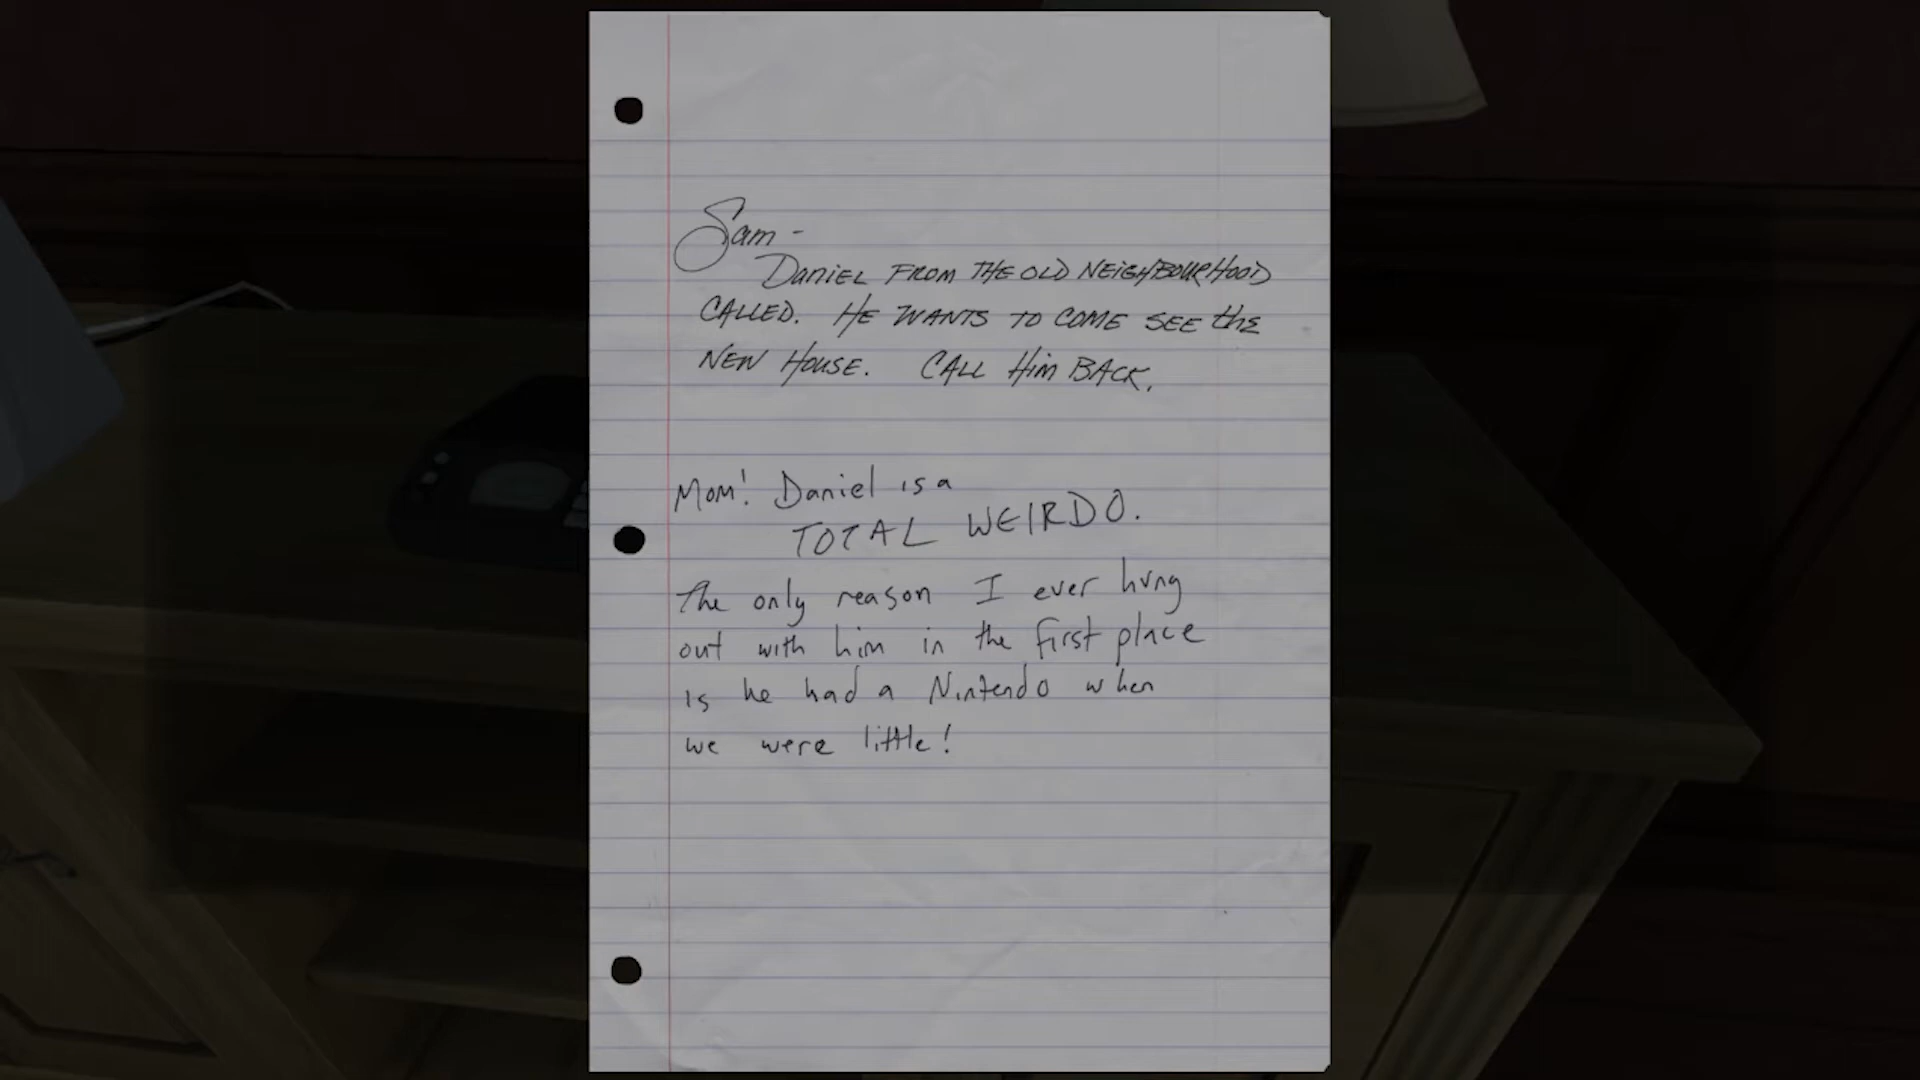 Sam -
DANIEL FROM THE OLD NEIGHBOURHOOD
CALLED. HE WANTS TO COME SEE the
NEW HOUSE. CALL HIM BACK.
Mom! Daniel is a
TOTAL WEIRDO.
The only reason I ever hung
out with him in the first place
is he had a Nintendo when
we were little!